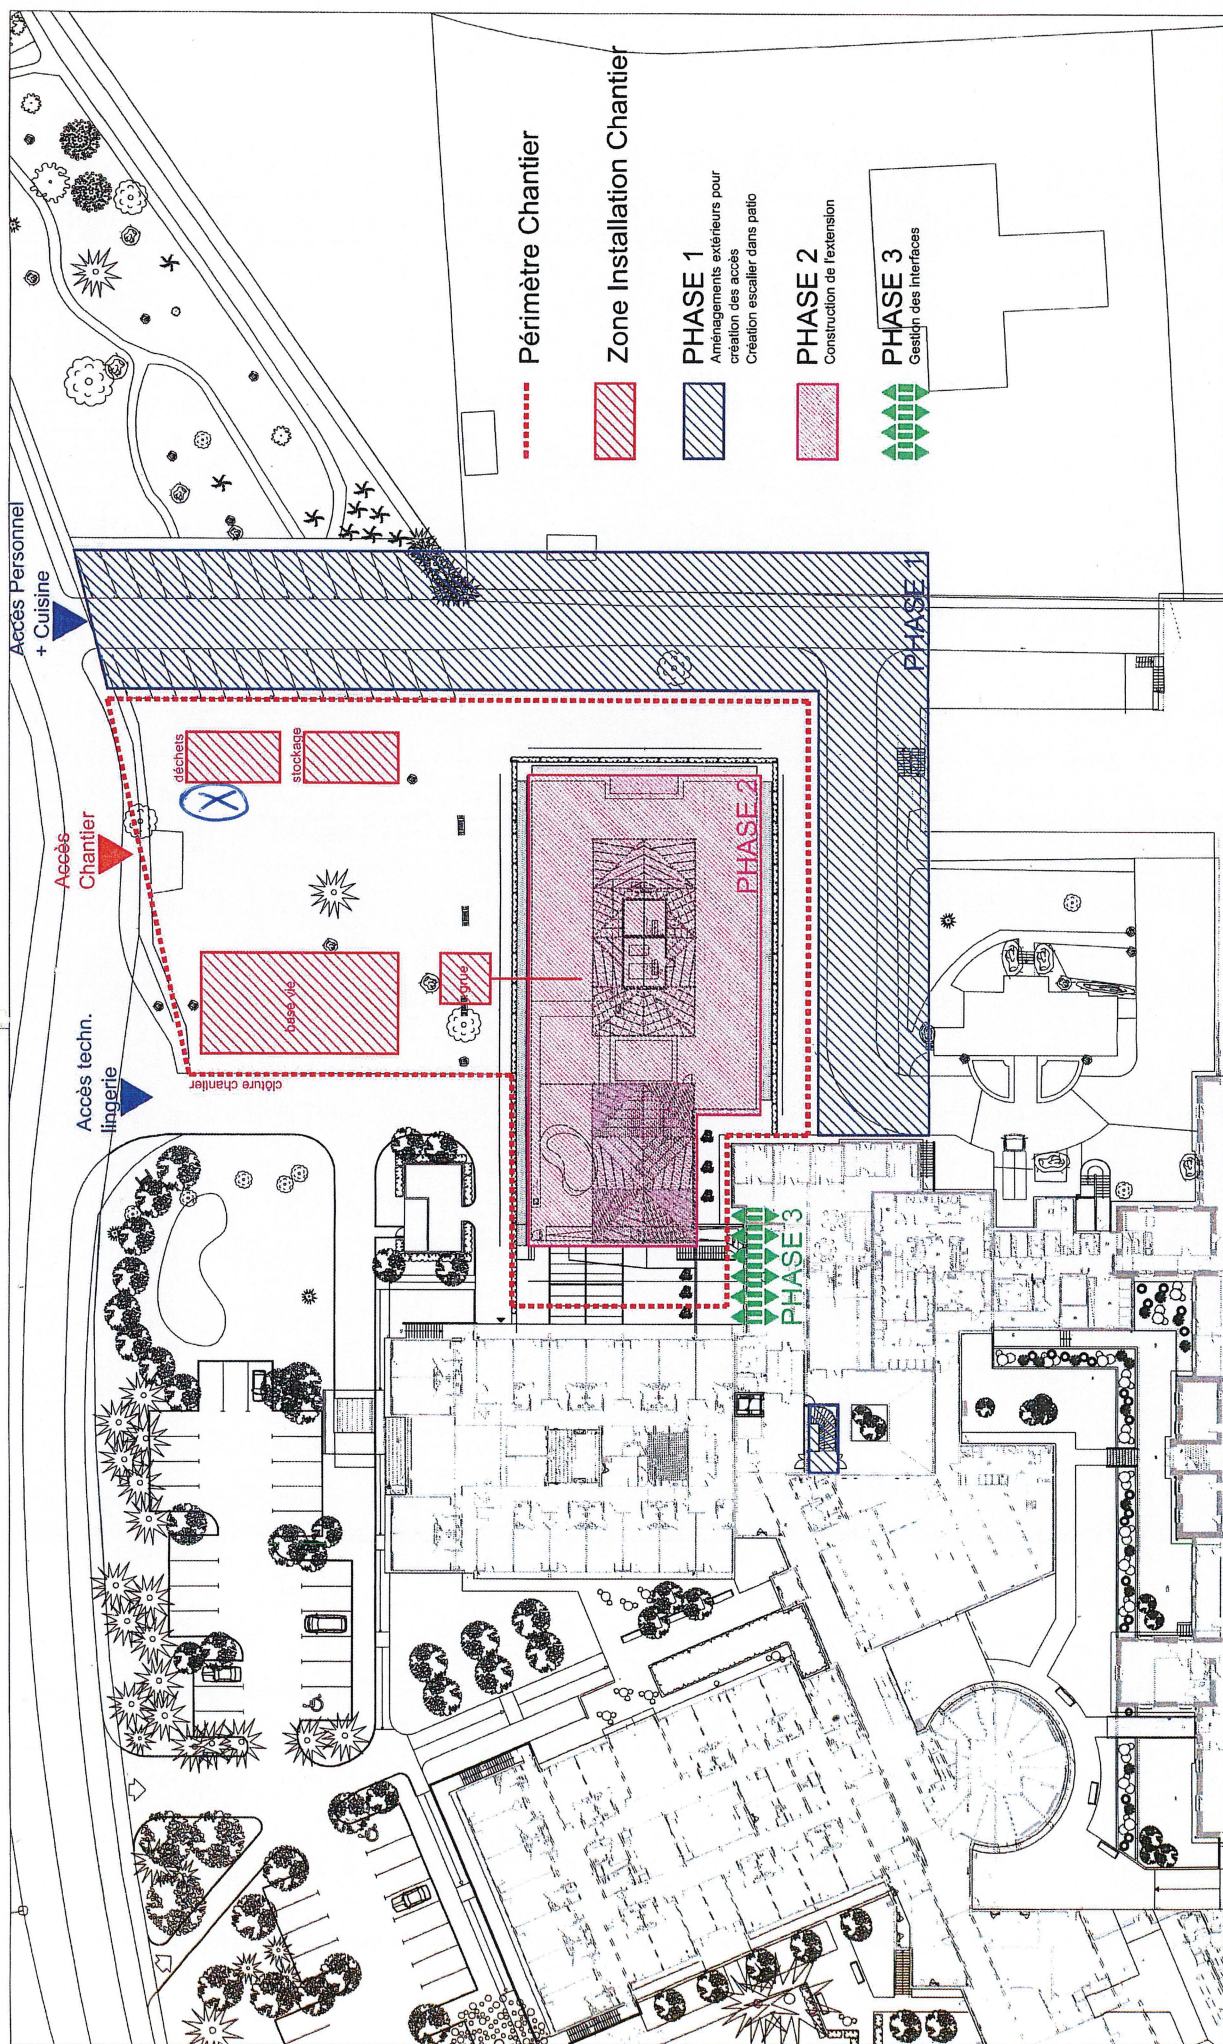 Accès Personnel
+ Cuisine
Accès
Chantier
Accès techn.
lingerie
déchets
X
stockage
base vie
grue
clôture chantier
PHASE 1
PHASE 2
PHASE 3
Périmètre Chantier
Zone Installation Chantier
PHASE 1
Aménagements extérieurs pour
création des accès
Création escalier dans patio
PHASE 2
Construction de l'extension
PHASE 3
Gestion des interfaces